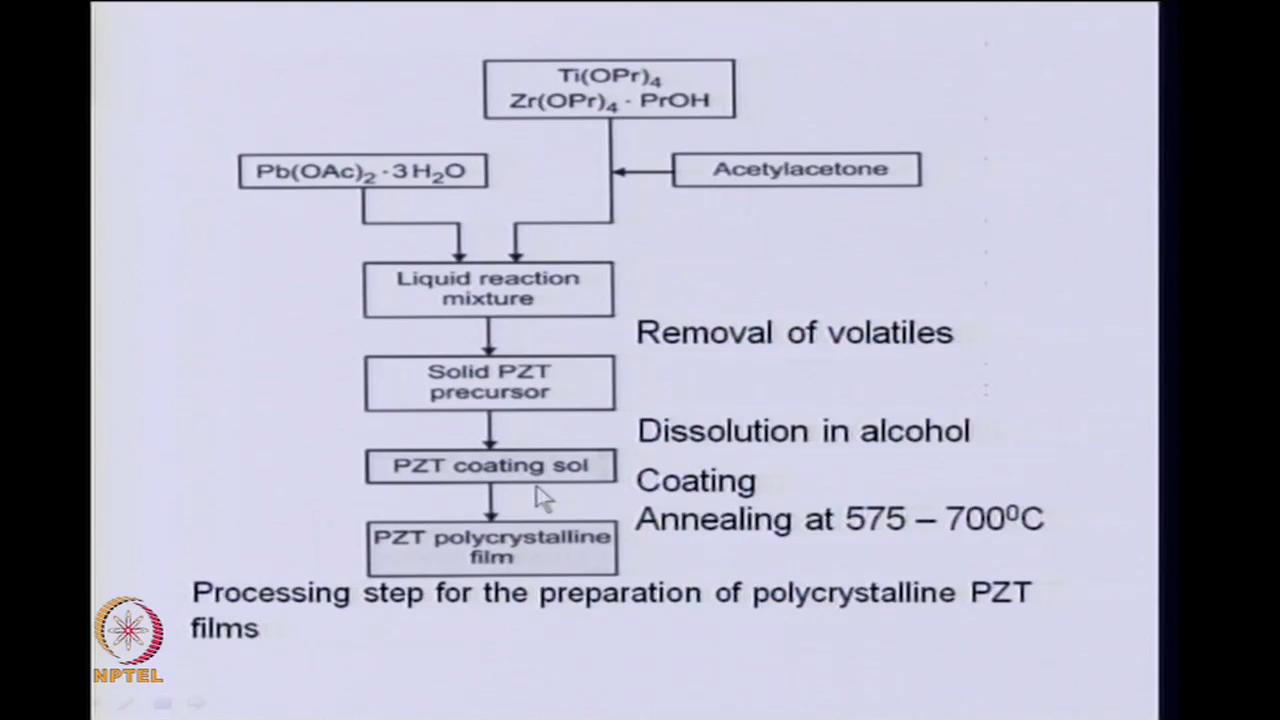 Ti(OPr)₄
Zr(OPr)₄ · PrOH
Pb(OAc)₂ · 3 H₂O
Acetylacetone
Liquid reaction
mixture
Removal of volatiles
Solid PZT
precursor
Dissolution in alcohol
PZT coating sol
Coating
Annealing at 575 – 700⁰C
PZT polycrystalline
film
Processing step for the preparation of polycrystalline PZT
films
NPTEL